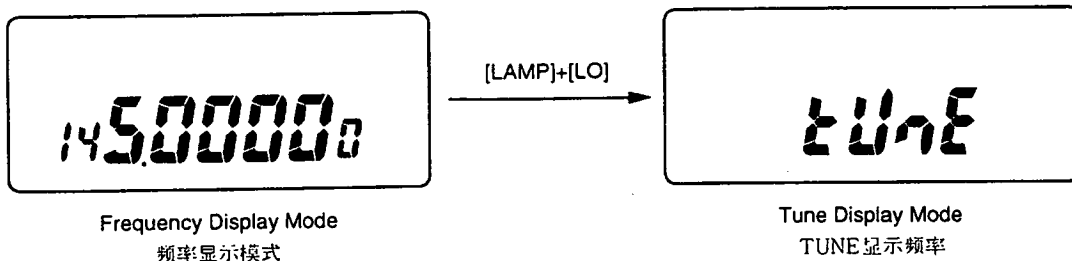 145.00000
[LAMP]+[LO]
tUnE
Frequency Display Mode
频率显示模式
Tune Display Mode
TUNE显示频率